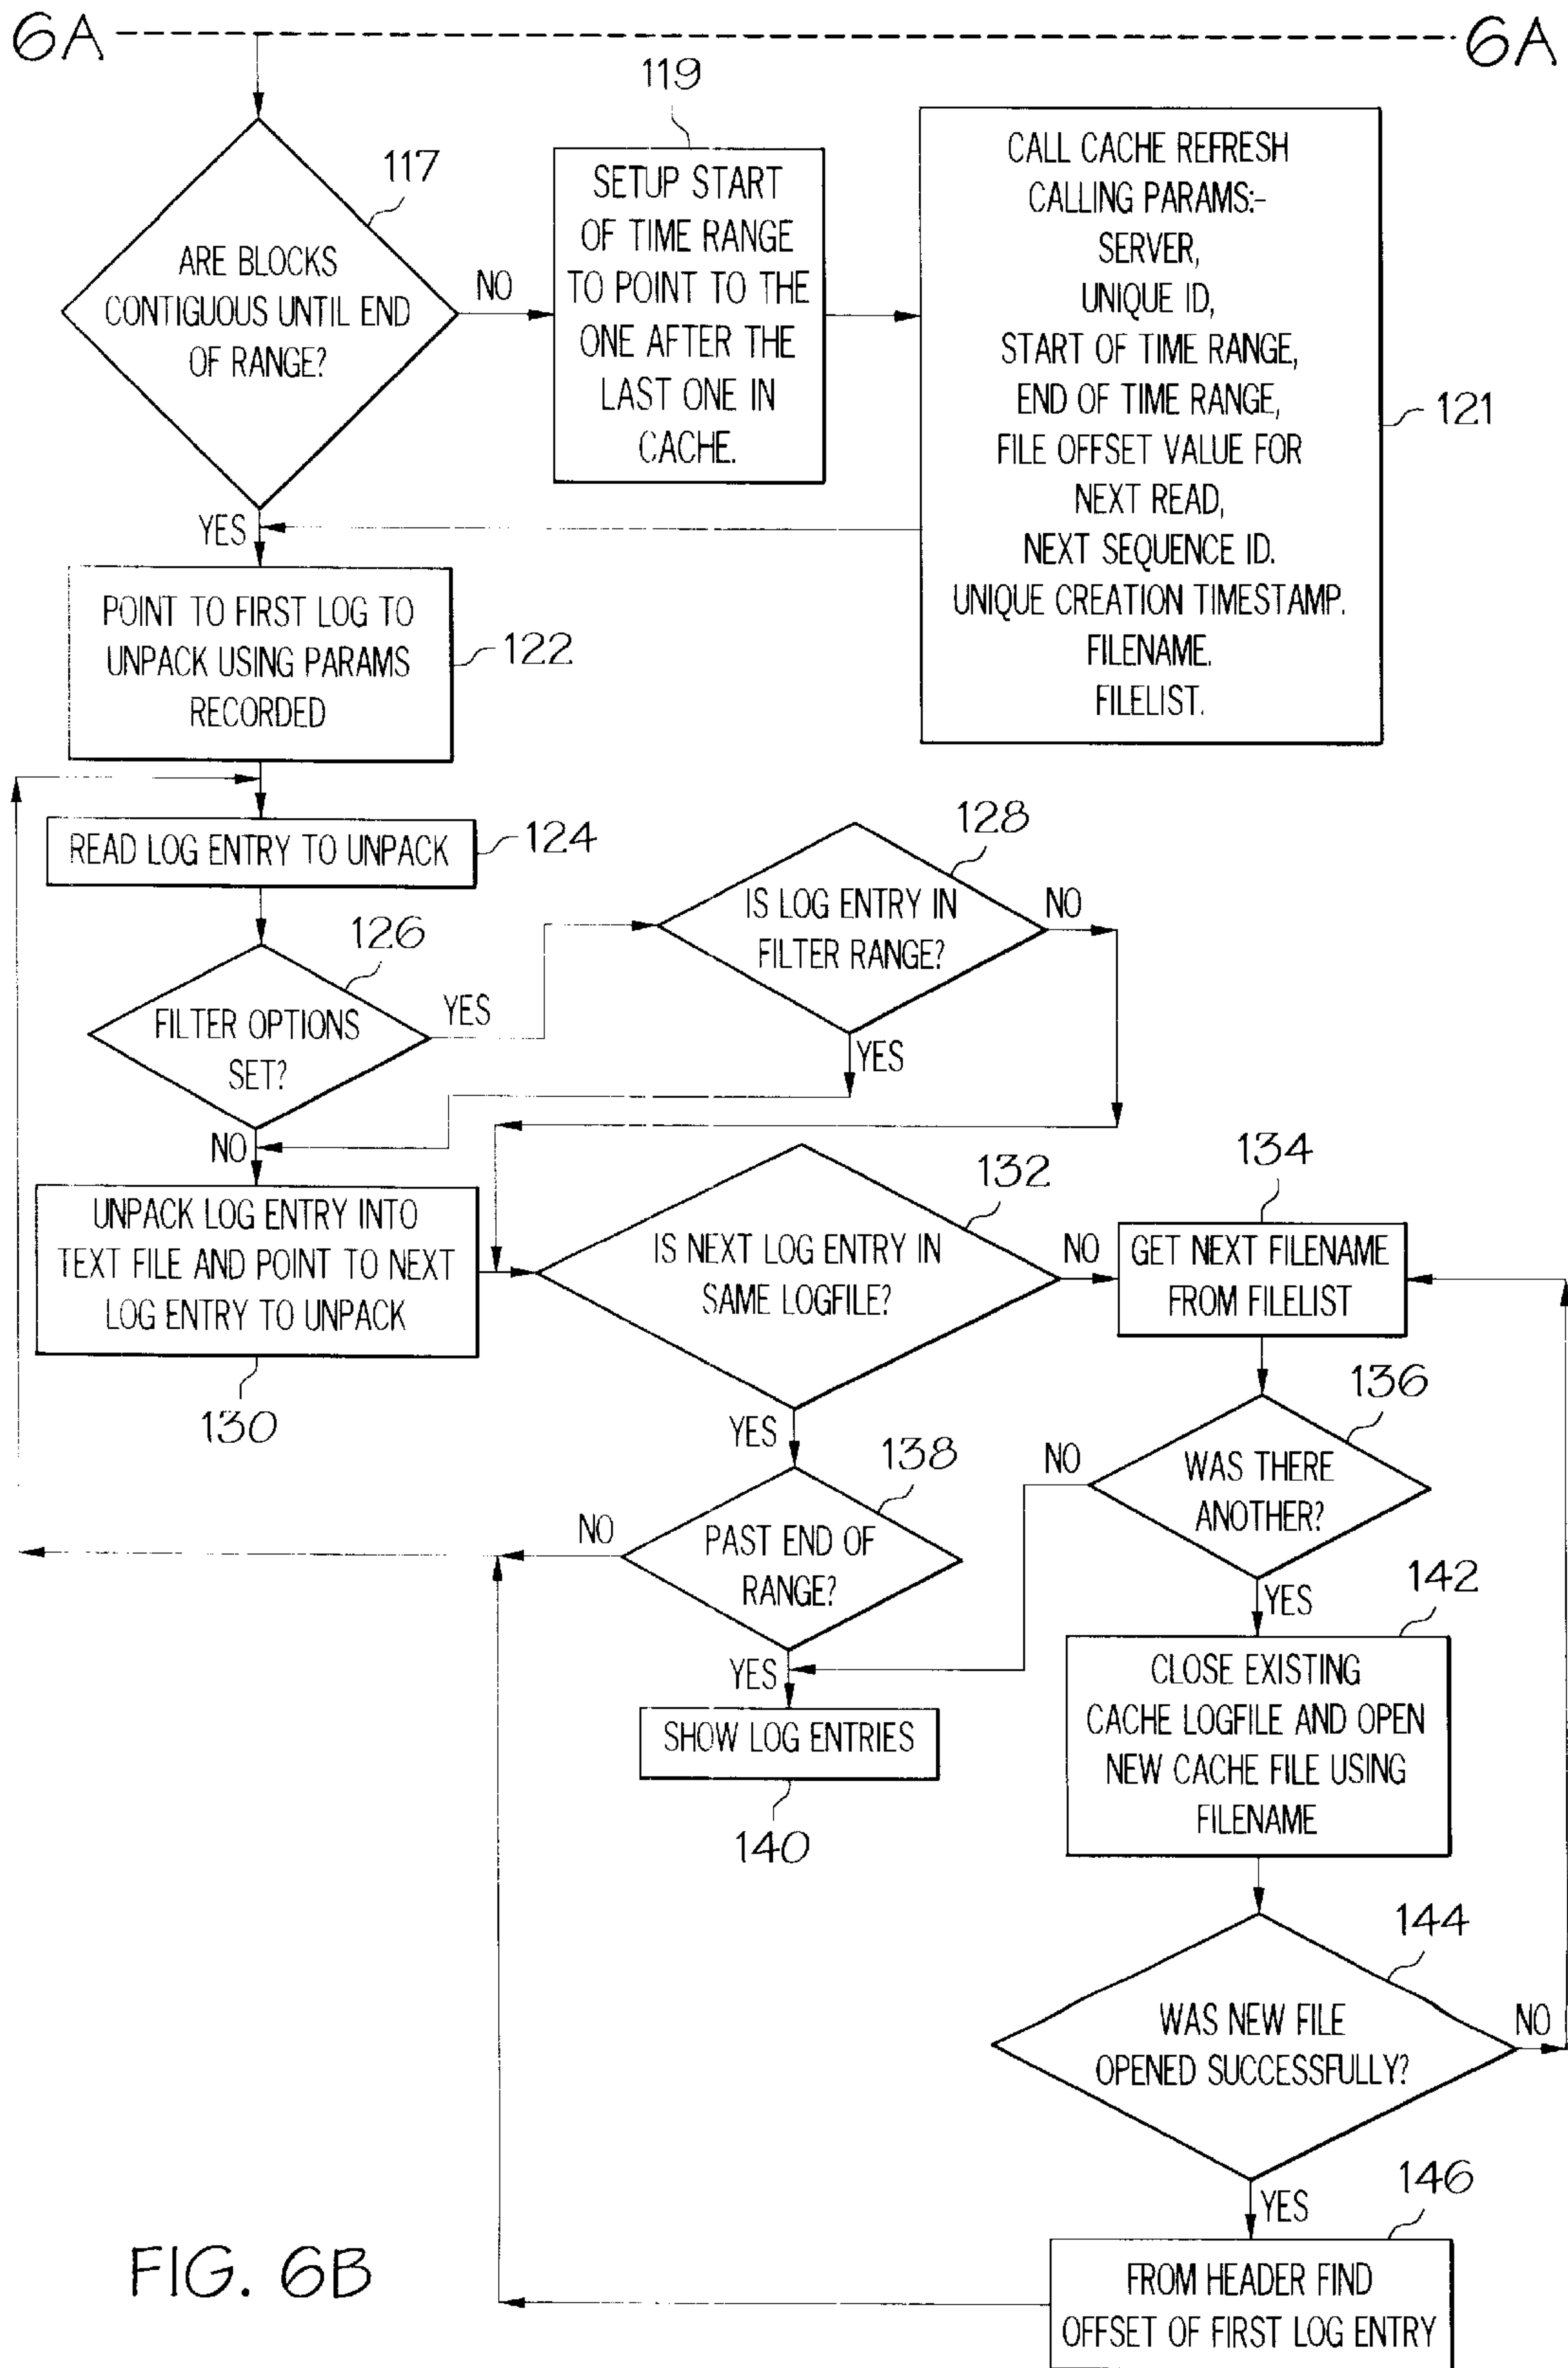 6A 6A
117
ARE BLOCKS
CONTIGUOUS UNTIL END
OF RANGE?
NO
YES
119
SETUP START
OF TIME RANGE
TO POINT TO THE
ONE AFTER THE
LAST ONE IN
CACHE.
CALL CACHE REFRESH
CALLING PARAMS:-
SERVER,
UNIQUE ID,
START OF TIME RANGE,
END OF TIME RANGE,
FILE OFFSET VALUE FOR
NEXT READ,
NEXT SEQUENCE ID.
UNIQUE CREATION TIMESTAMP.
FILENAME.
FILELIST.
121
POINT TO FIRST LOG TO
UNPACK USING PARAMS
RECORDED
122
READ LOG ENTRY TO UNPACK
124
126
FILTER OPTIONS
SET?
YES
NO
128
IS LOG ENTRY IN
FILTER RANGE?
NO
YES
UNPACK LOG ENTRY INTO
TEXT FILE AND POINT TO NEXT
LOG ENTRY TO UNPACK
130
132
IS NEXT LOG ENTRY IN
SAME LOGFILE?
NO
YES
134
GET NEXT FILENAME
FROM FILELIST
136
WAS THERE
ANOTHER?
NO
YES
138
PAST END OF
RANGE?
NO
YES
SHOW LOG ENTRIES
140
142
CLOSE EXISTING
CACHE LOGFILE AND OPEN
NEW CACHE FILE USING
FILENAME
144
WAS NEW FILE
OPENED SUCCESSFULLY?
NO
YES
146
FROM HEADER FIND
OFFSET OF FIRST LOG ENTRY
FIG. 6B